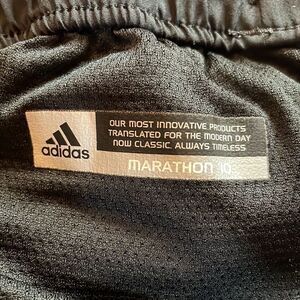 adidas
OUR MOST INNOVATIVE PRODUCTS
TRANSLATED FOR THE MODERN DAY
NOW CLASSIC. ALWAYS TIMELESS
MARATHON 10